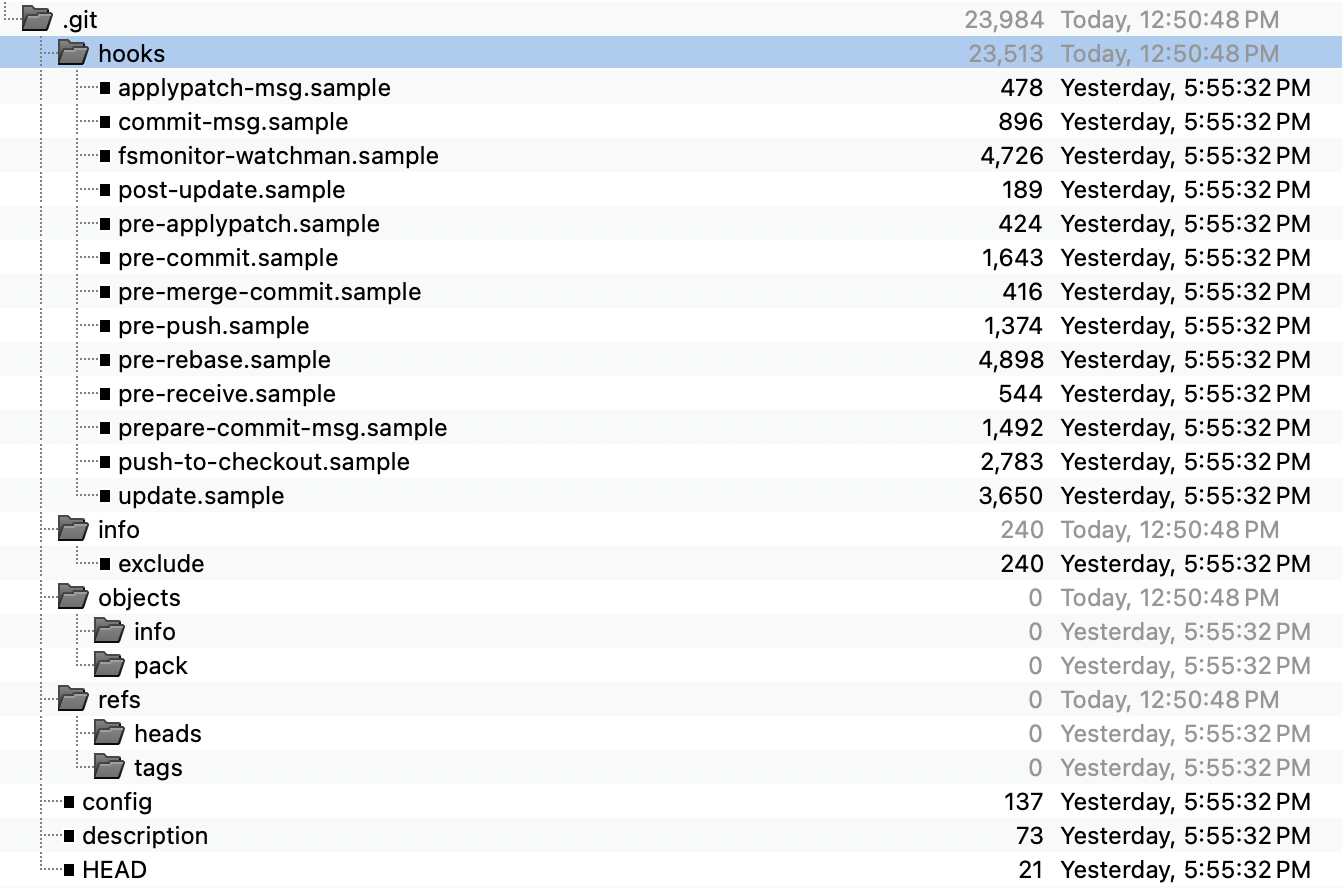 .git 23,984 Today, 12:50:48 PM
hooks 23,513 Today, 12:50:48 PM
applypatch-msg.sample 478 Yesterday, 5:55:32 PM
commit-msg.sample 896 Yesterday, 5:55:32 PM
fsmonitor-watchman.sample 4,726 Yesterday, 5:55:32 PM
post-update.sample 189 Yesterday, 5:55:32 PM
pre-applypatch.sample 424 Yesterday, 5:55:32 PM
pre-commit.sample 1,643 Yesterday, 5:55:32 PM
pre-merge-commit.sample 416 Yesterday, 5:55:32 PM
pre-push.sample 1,374 Yesterday, 5:55:32 PM
pre-rebase.sample 4,898 Yesterday, 5:55:32 PM
pre-receive.sample 544 Yesterday, 5:55:32 PM
prepare-commit-msg.sample 1,492 Yesterday, 5:55:32 PM
push-to-checkout.sample 2,783 Yesterday, 5:55:32 PM
update.sample 3,650 Yesterday, 5:55:32 PM
info 240 Today, 12:50:48 PM
exclude 240 Yesterday, 5:55:32 PM
objects 0 Today, 12:50:48 PM
info 0 Yesterday, 5:55:32 PM
pack 0 Yesterday, 5:55:32 PM
refs 0 Today, 12:50:48 PM
heads 0 Yesterday, 5:55:32 PM
tags 0 Yesterday, 5:55:32 PM
config 137 Yesterday, 5:55:32 PM
description 73 Yesterday, 5:55:32 PM
HEAD 21 Yesterday, 5:55:32 PM